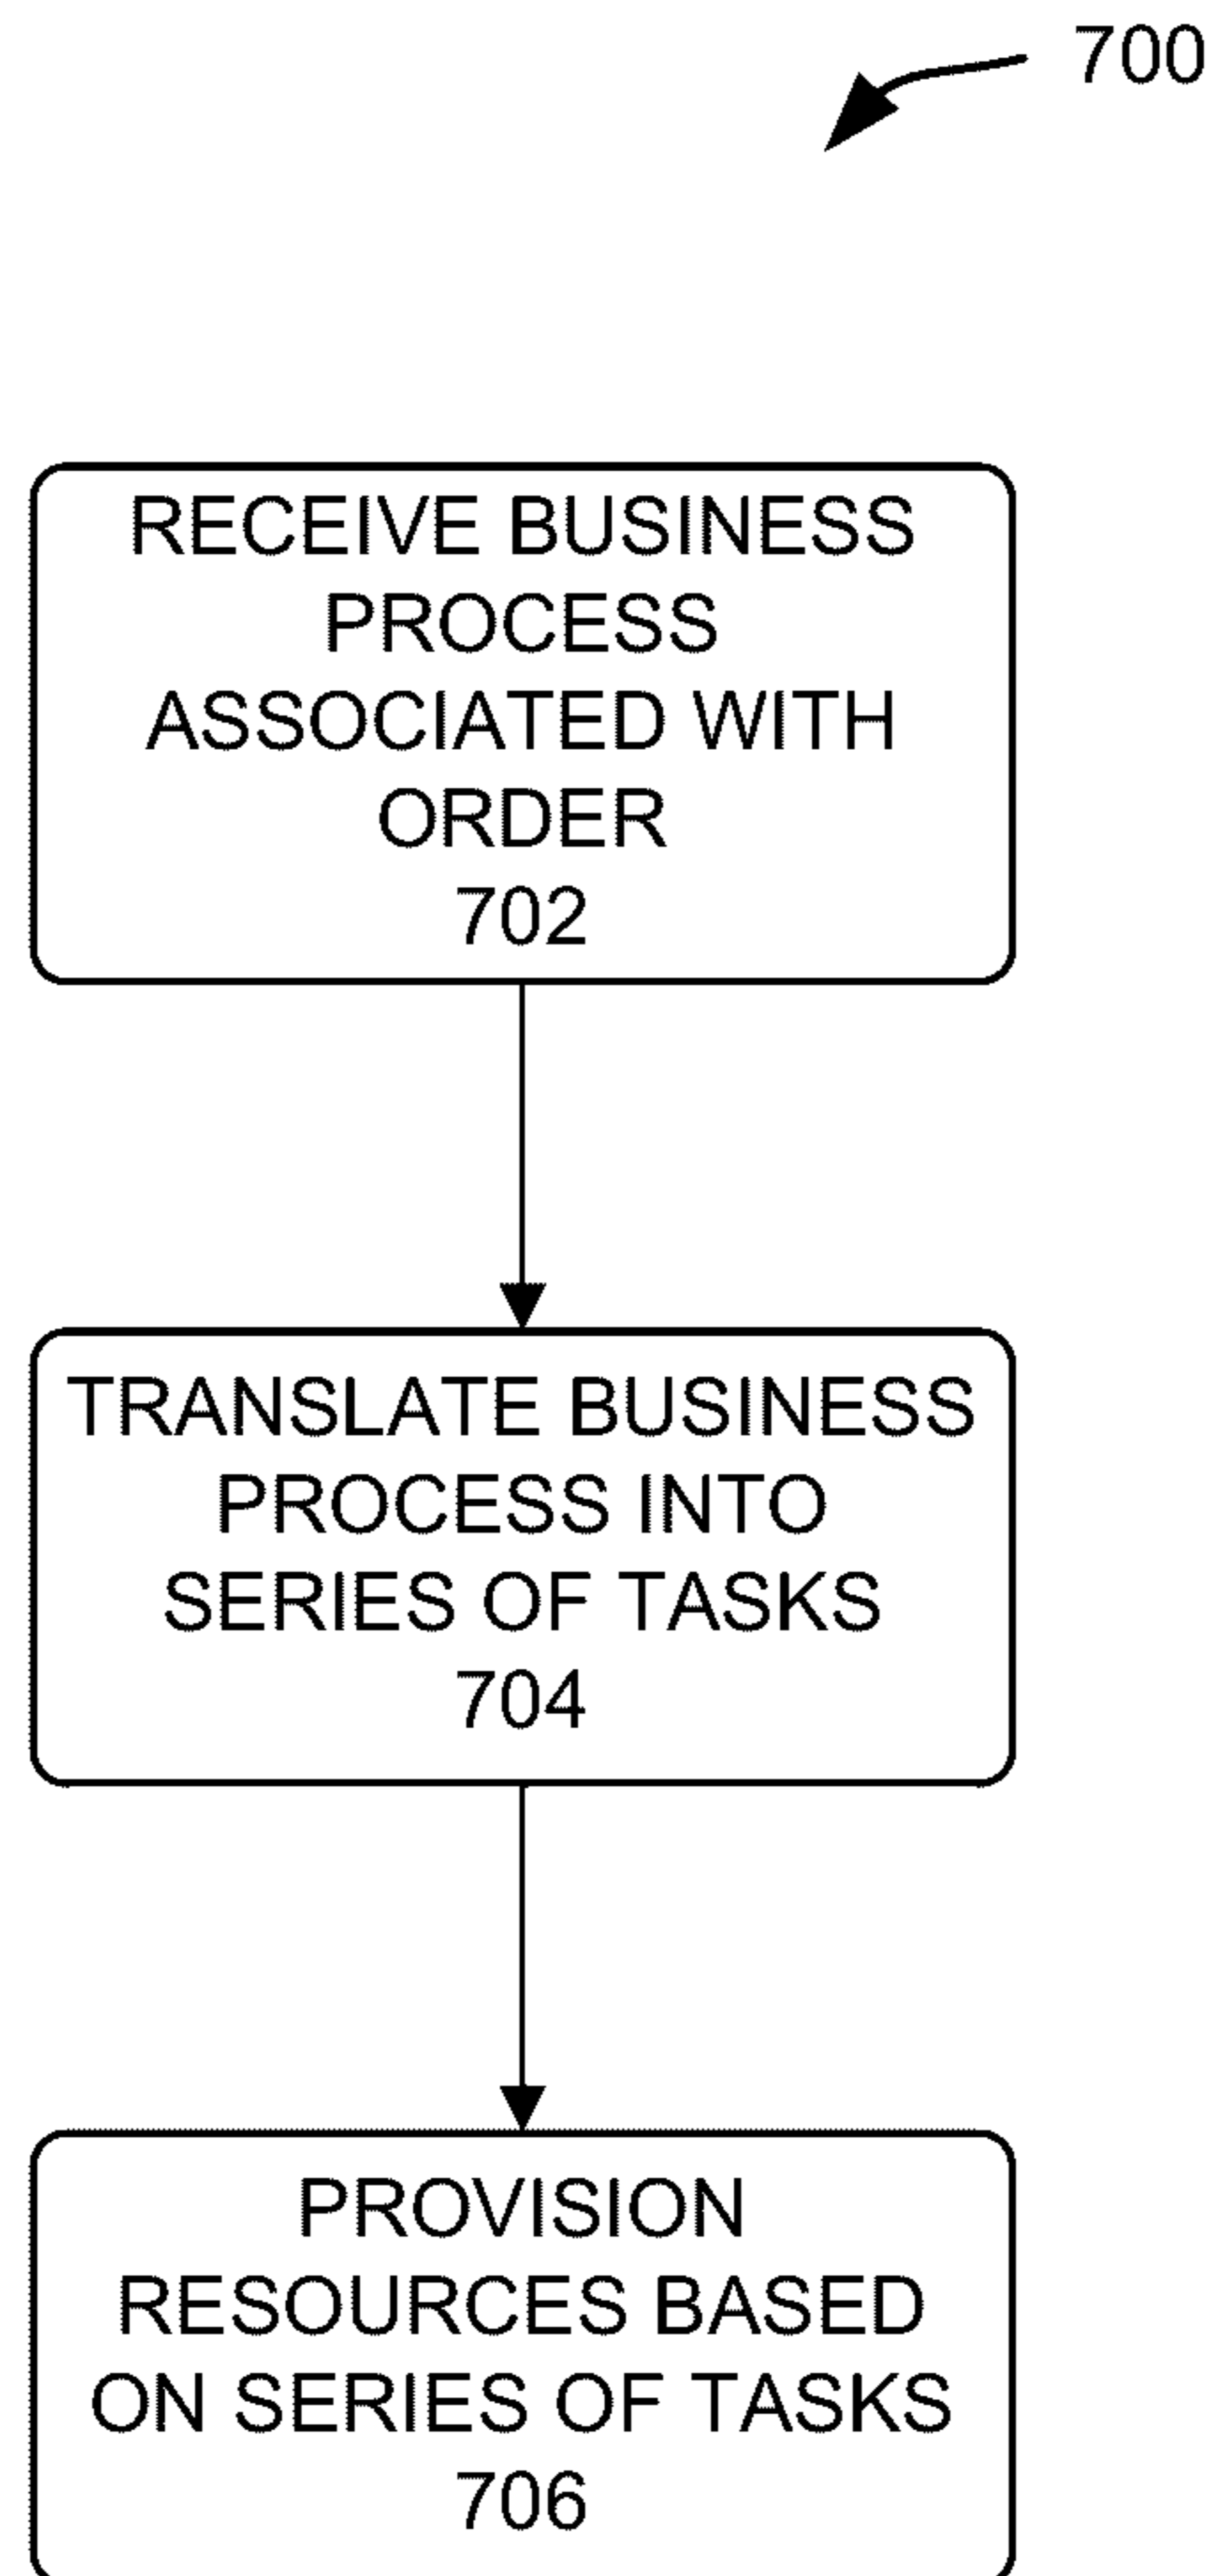 700
RECEIVE BUSINESS
PROCESS
ASSOCIATED WITH
ORDER
702
TRANSLATE BUSINESS
PROCESS INTO
SERIES OF TASKS
704
PROVISION
RESOURCES BASED
ON SERIES OF TASKS
706